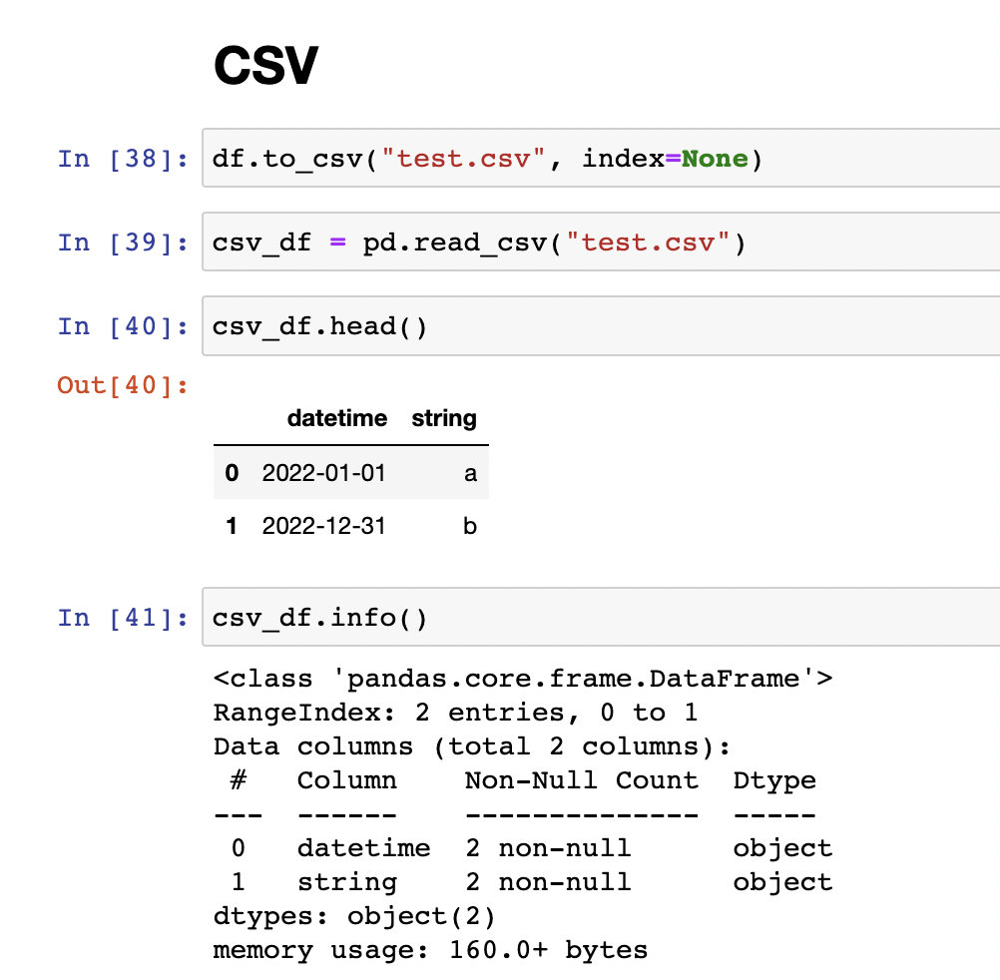 CSV
In [38]: df.to_csv("test.csv", index=None)
In [39]: csv_df = pd.read_csv("test.csv")
In [40]: csv_df.head()
Out[40]:
datetime string
0 2022-01-01 a
1 2022-12-31 b
In [41]: csv_df.info()
<class 'pandas.core.frame.DataFrame'>
RangeIndex: 2 entries, 0 to 1
Data columns (total 2 columns):
 #   Column    Non-Null Count  Dtype
---  ------    --------------  -----
 0   datetime  2 non-null      object
 1   string    2 non-null      object
dtypes: object(2)
memory usage: 160.0+ bytes